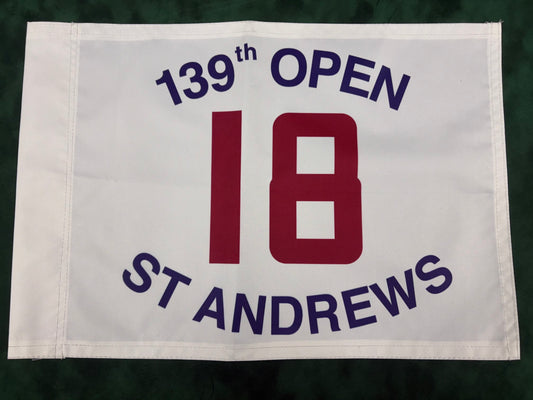 139th OPEN
18
ST ANDREWS